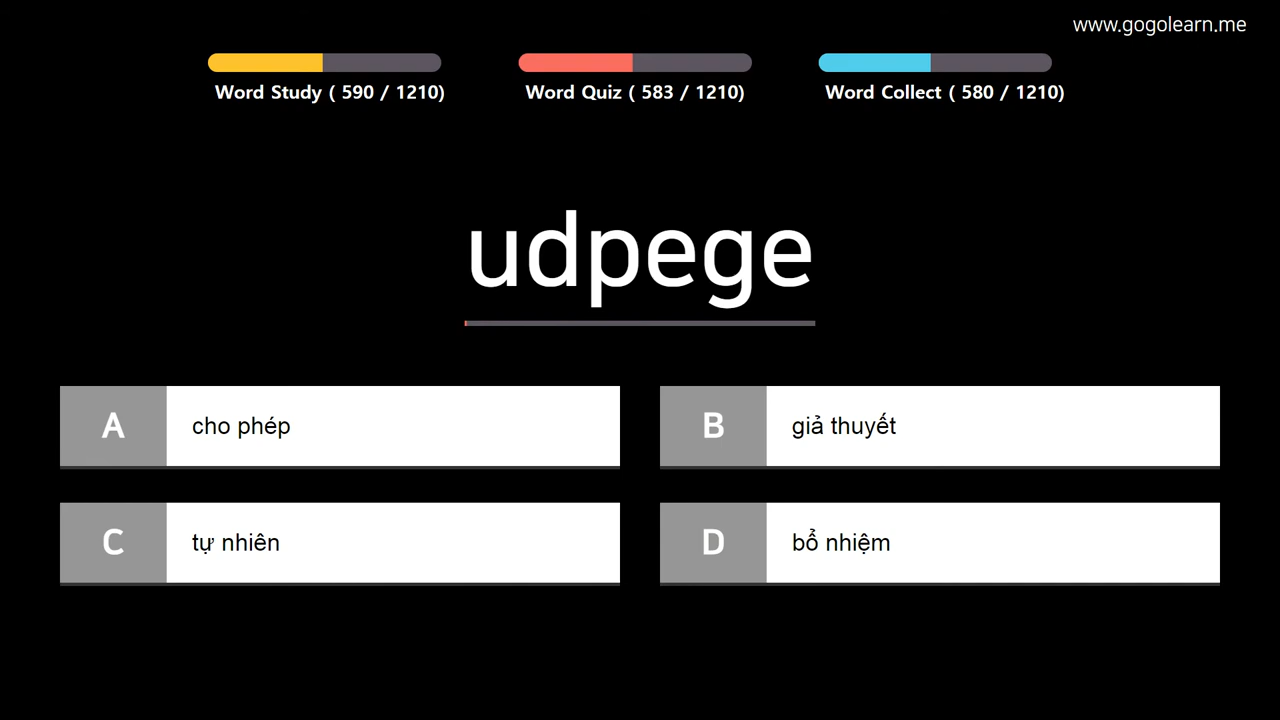 www.gogolearn.me
Word Study ( 590 / 1210)
Word Quiz ( 583 / 1210)
Word Collect ( 580 / 1210)
udpege
A
cho phép
B
giả thuyết
C
tự nhiên
D
bổ nhiệm